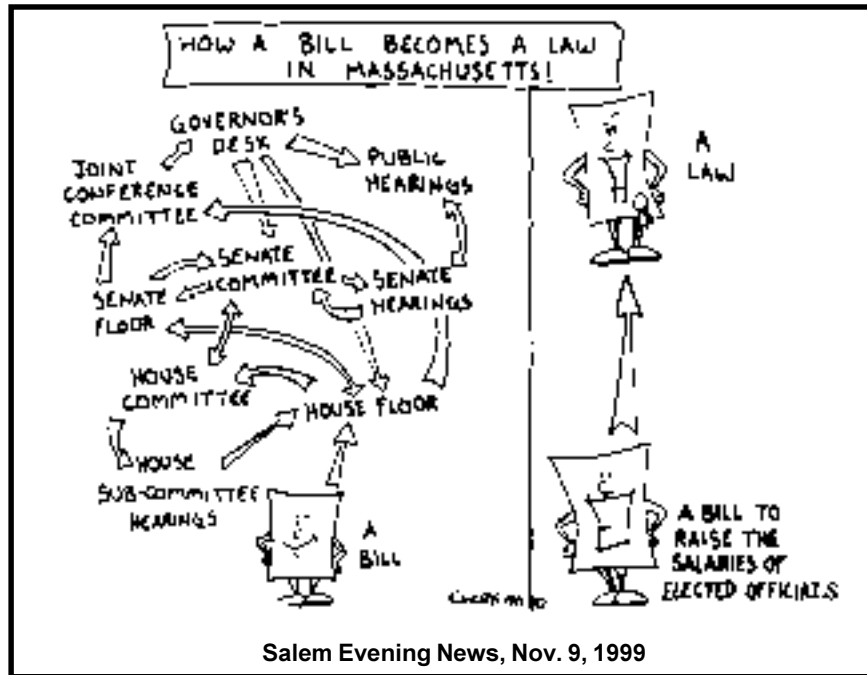 HOW A BILL BECOMES A LAW
IN MASSACHUSETTS!
GOVERNOR'S
DESK
JOINT
CONFERENCE
COMMITTEE
PUBLIC
HEARINGS
SENATE
COMMITTEE
SENATE
FLOOR
SENATE
HEARINGS
HOUSE
COMMITTEE
HOUSE FLOOR
HOUSE
SUB-COMMITTEE
HEARINGS
A
BILL
A
LAW
A BILL TO
RAISE THE
SALARIES OF
ELECTED OFFICIALS
Salem Evening News, Nov. 9, 1999